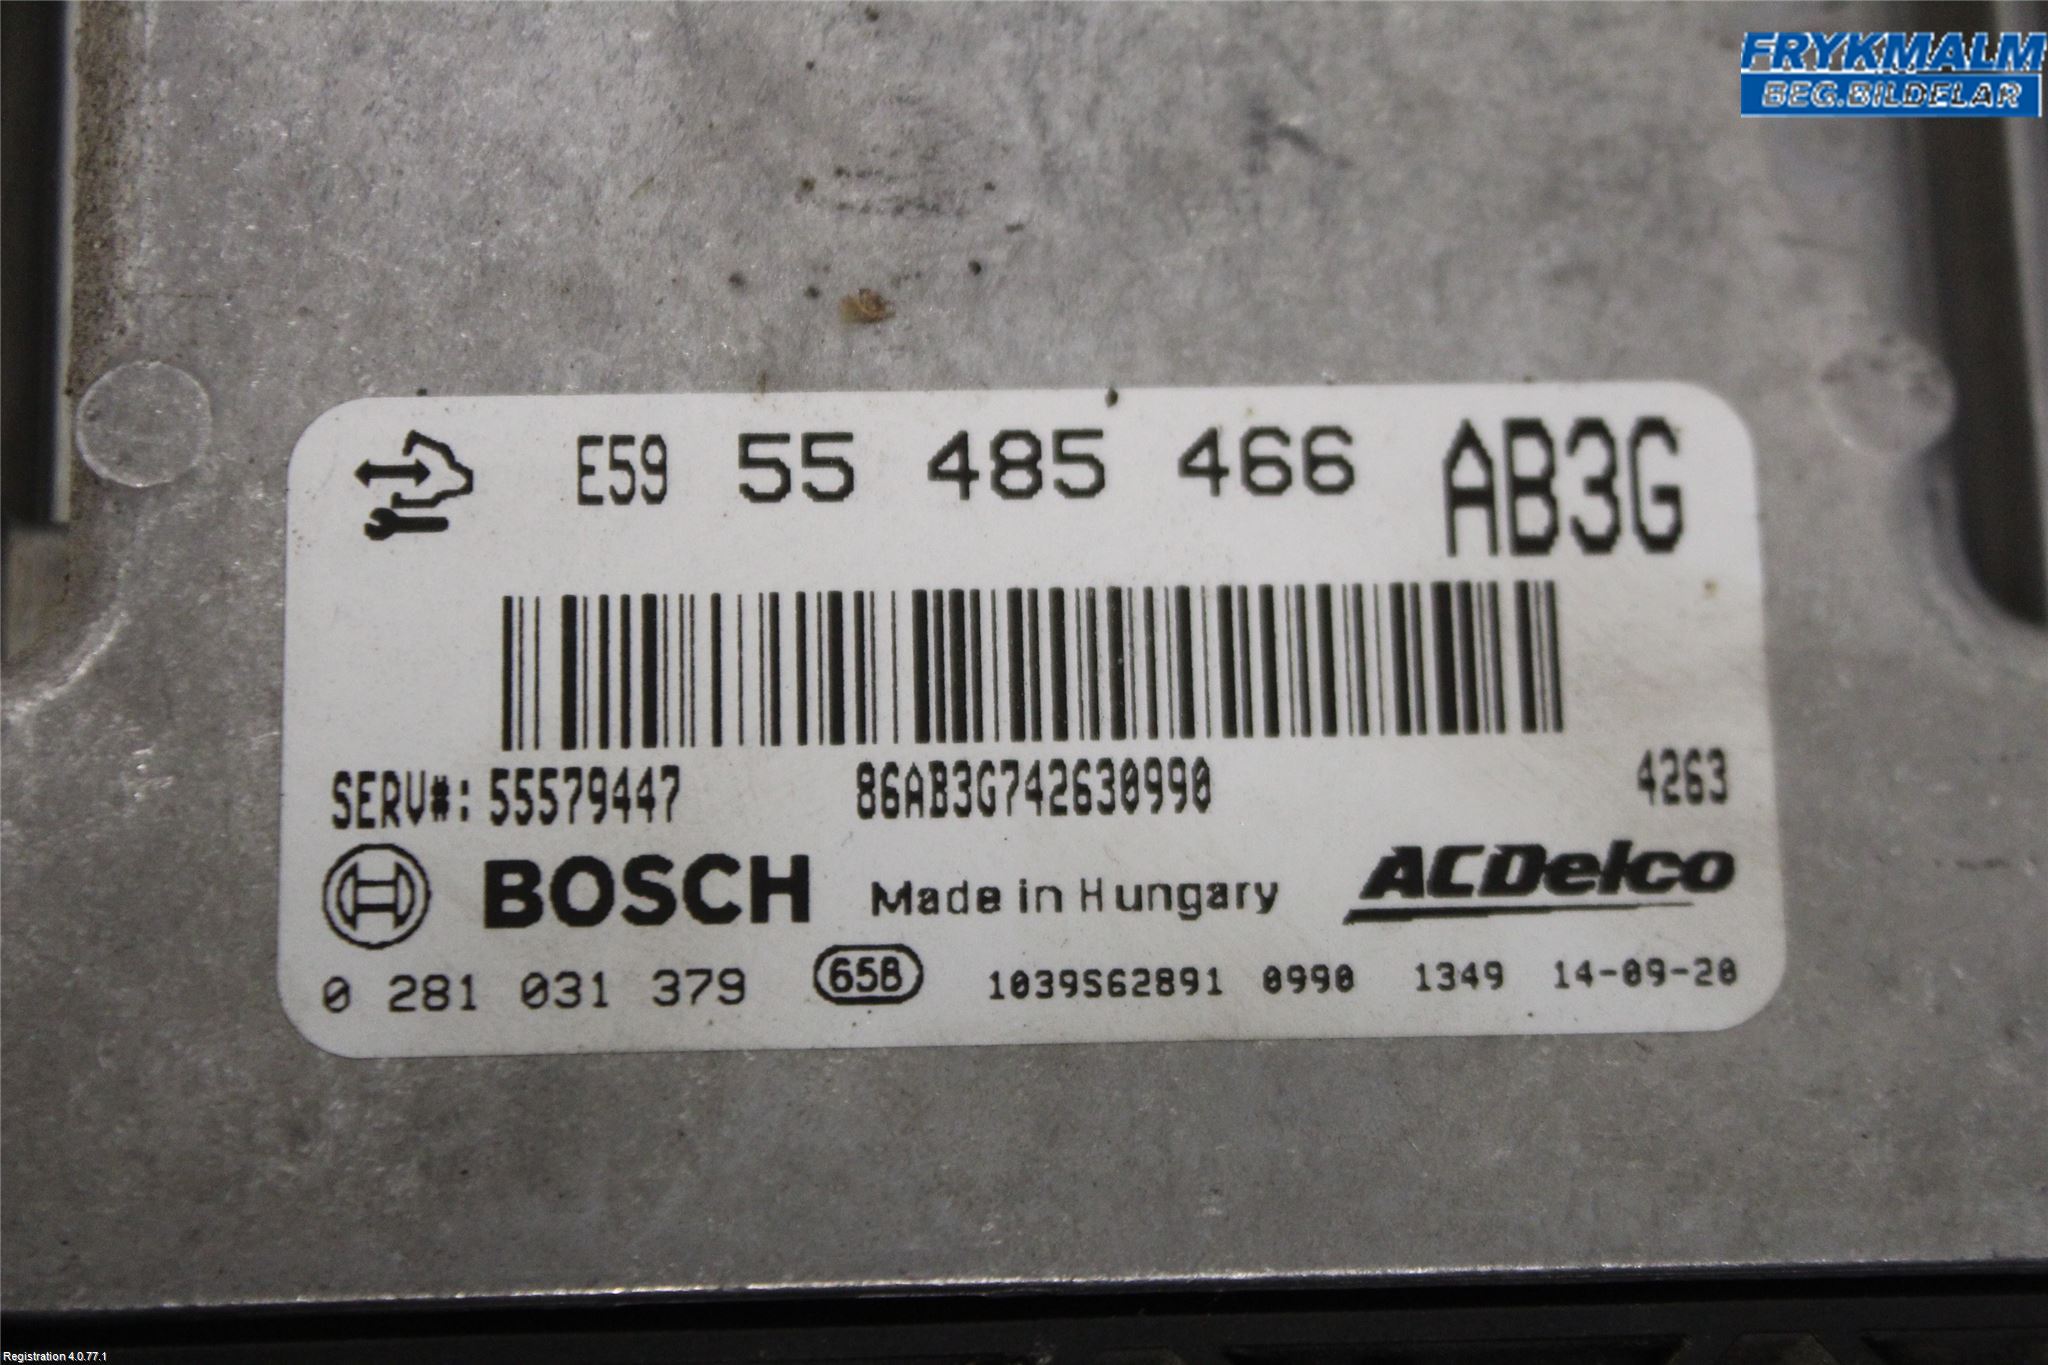 FRYKMALM
BEG.BILDELAR
E59 55 485 466 AB3G
SERV#: 55579447 86AB3G742630990 4263
BOSCH Made in Hungary ACDelco
0 281 031 379 65B 1039S62891 0990 1349 14-09-20
Registration 4.0.77.1